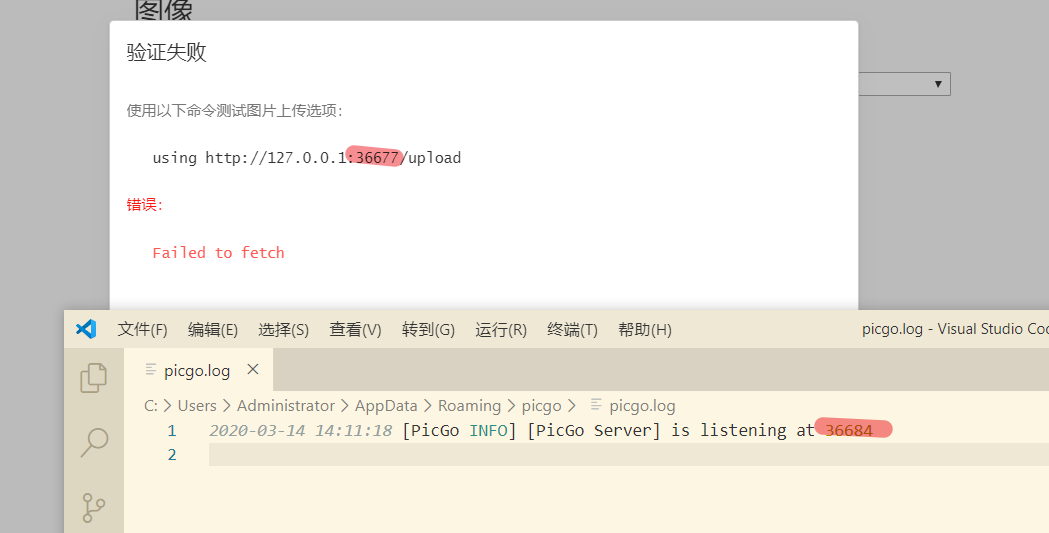 图像
验证失败
使用以下命令测试图片上传选项:
using http://127.0.0.1:36677/upload
错误:
Failed to fetch
文件(F) 编辑(E) 选择(S) 查看(V) 转到(G) 运行(R) 终端(T) 帮助(H) picgo.log - Visual Studio
picgo.log
C: > Users > Administrator > AppData > Roaming > picgo > picgo.log
1 2020-03-14 14:11:18 [PicGo INFO] [PicGo Server] is listening at 36684
2